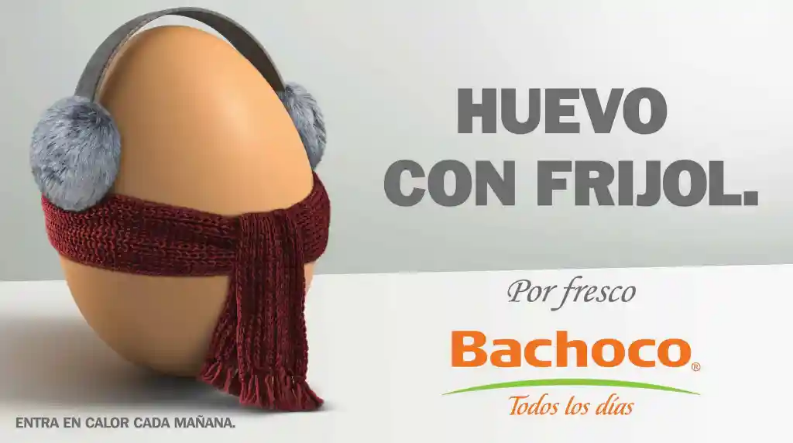 HUEVO
CON FRIJOL.
Por fresco
Bachoco®
Todos los días
ENTRA EN CALOR CADA MAÑANA.